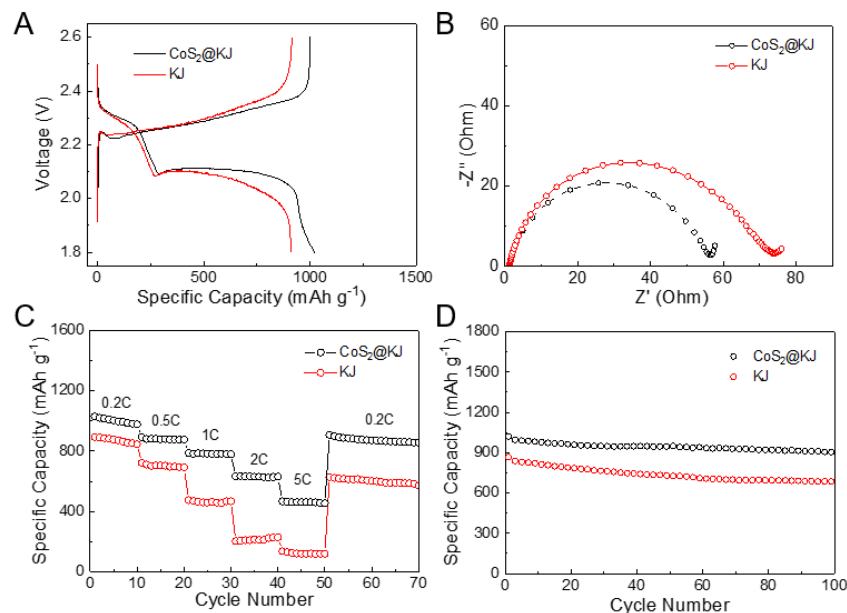 A
CoS2@KJ
KJ
2.6
2.4
2.2
2.0
1.8
Voltage (V)
0
500
1000
1500
Specific Capacity (mAh g-1)
B
CoS2@KJ
KJ
60
40
20
0
-Z'' (Ohm)
0
20
40
60
80
Z' (Ohm)
C
CoS2@KJ
KJ
1600
1200
800
400
0
Specific Capacity (mAh g-1)
0.2C
0.5C
1C
2C
5C
0.2C
0
10
20
30
40
50
60
70
Cycle Number
D
CoS2@KJ
KJ
1800
1500
1200
900
600
300
0
Specific Capacity (mAh g-1)
0
20
40
60
80
100
Cycle Number